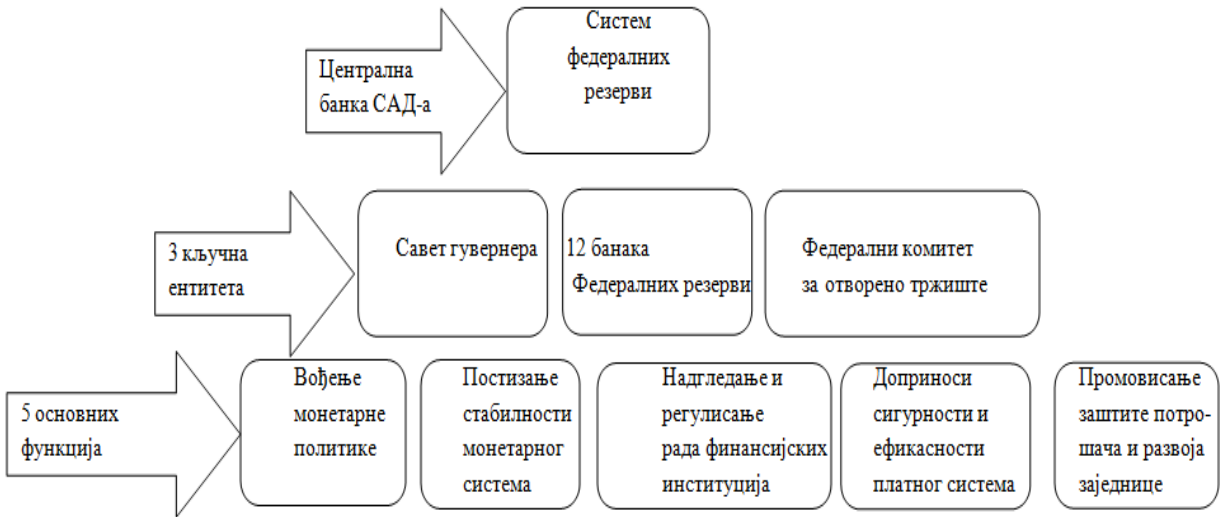 Централна
банка САД-а
Систем
федералних
резерви
3 кључна
ентитета
Савет гувернера
12 банака
Федералних резерви
Федерални комитет
за отворено тржиште
5 основних
функција
Вођење
монетарне
политике
Постизање
стабилности
монетарног
система
Надгледање и
регулисање
рада финансијских
институција
Доприноси
сигурности и
ефикасности
платног система
Промовисање
заштите потро-
шача и развоја
заједнице